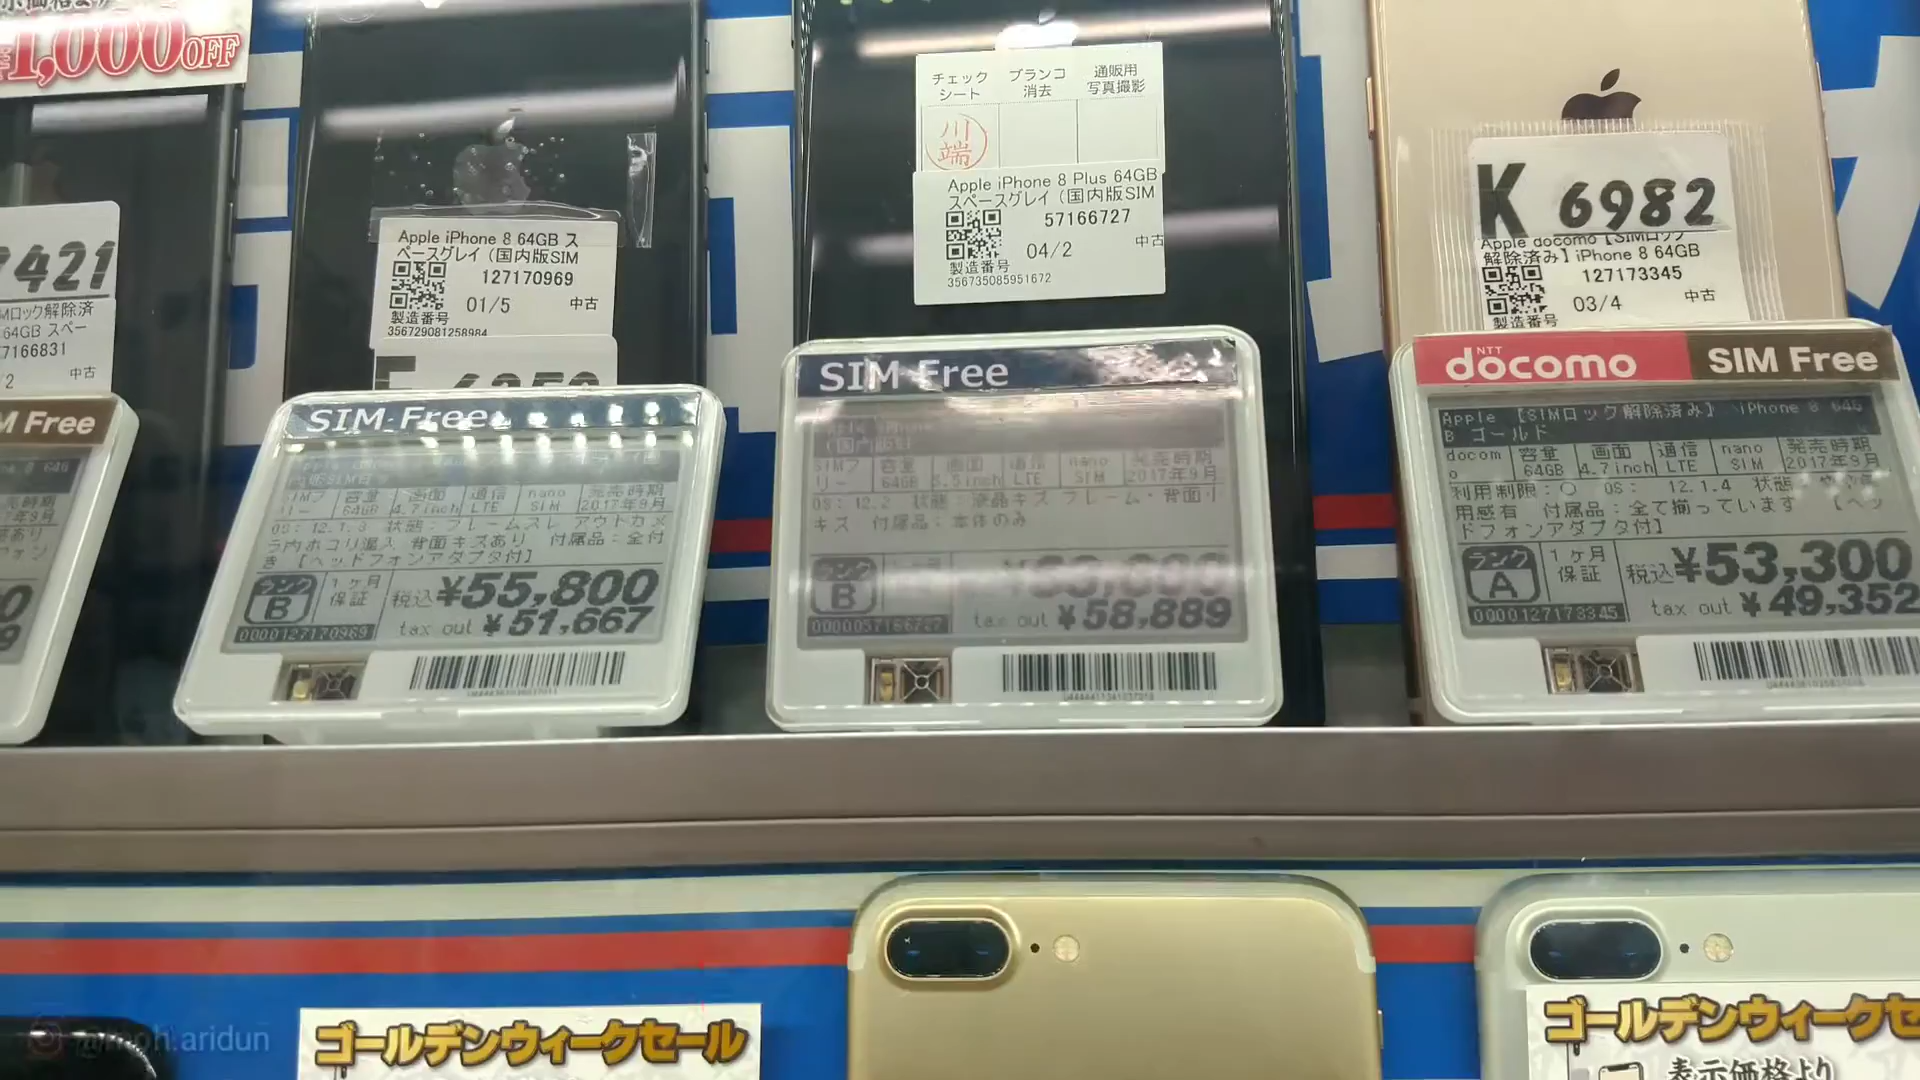 1,000OFF
421
64GB スペー
7166831
中古
M Free
Apple iPhone 8 64GB ス
ペースグレイ（国内版SIM
127170969
01/5 中古
製造番号
356729081258984
SIM Free
容量 画面 通信 nano 発売時期
64GB 4.7inch LTE SIM 2017年9月
OS: 12.1.3 状態: フレームスレ アウトカメ
ラ内ホコリ混入 背面キズあり 付属品: 全付
き 【ヘッドフォンアダプタ付】
ランク B 1ヶ月保証 税込 ¥55,800
tax out ¥51,667
0000127170969
チェックシート ブランコ消去 通販用写真撮影
川端
Apple iPhone 8 Plus 64GB
スペースグレイ（国内版SIM
57166727
04/2 中古
製造番号
356735085951672
SIM Free
容量 画面 通信 nano 発売時期
64GB 5.5inch LTE SIM 2017年9月
OS: 12.2 状態: 液晶キズ フレーム・背面小
キズ 付属品: 本体のみ
ランク B
tax out ¥58,889
0000057166727
K 6982
Apple docomo【SIMロック
解除済み】iPhone 8 64GB
127173345
03/4 中古
製造番号
NTT docomo SIM Free
Apple 【SIMロック解除済み】 iPhone 8 64G
B ゴールド
docomo 容量 画面 通信 nano 発売時期
64GB 4.7inch LTE SIM 2017年9月
利用制限: ○ OS: 12.1.4 状態: やや使
用感有 付属品: 全て揃っています 【ヘッ
ドフォンアダプタ付】
ランク A 1ヶ月保証 税込 ¥53,300
tax out ¥49,352
0000127173345
ゴールデンウィークセール
ゴールデンウィークセ
表示価格より
@moh.aridun